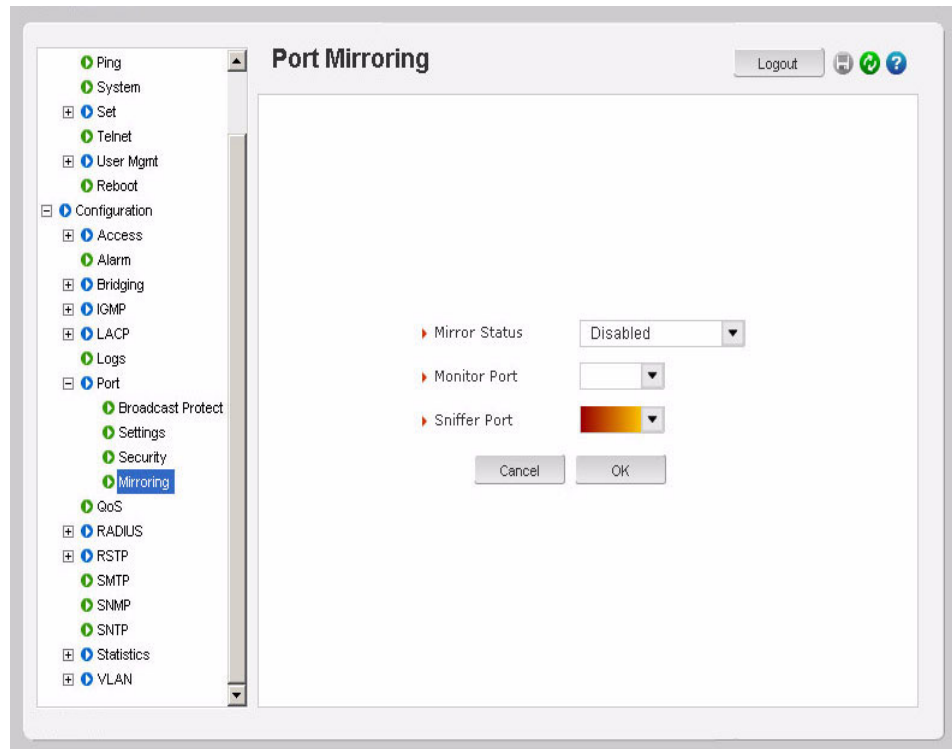 Port Mirroring
Logout
?
Ping
System
Set
Telnet
User Mgmt
Reboot
Configuration
Access
Alarm
Bridging
IGMP
LACP
Logs
Port
Broadcast Protect
Settings
Security
Mirroring
QoS
RADIUS
RSTP
SMTP
SNMP
SNTP
Statistics
VLAN
Mirror Status Disabled
Monitor Port
Sniffer Port
Cancel OK